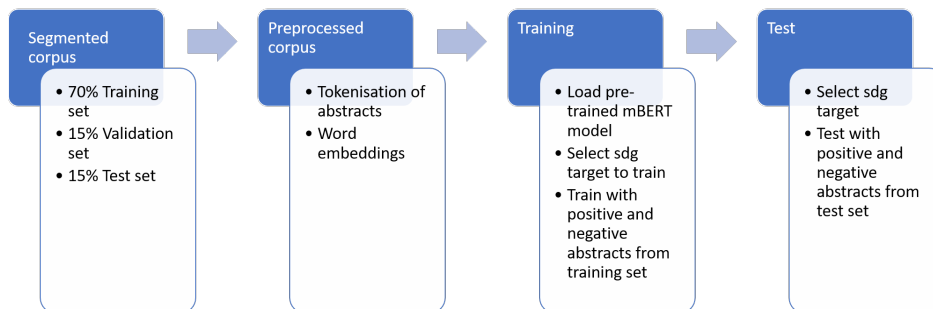 Segmented
corpus
• 70% Training
set
• 15% Validation
set
• 15% Test set
Preprocessed
corpus
• Tokenisation of
abstracts
• Word
embeddings
Training
• Load pre-
trained mBERT
model
• Select sdg
target to train
• Train with
positive and
negative
abstracts from
training set
Test
• Select sdg
target
• Test with
positive and
negative
abstracts from
test set